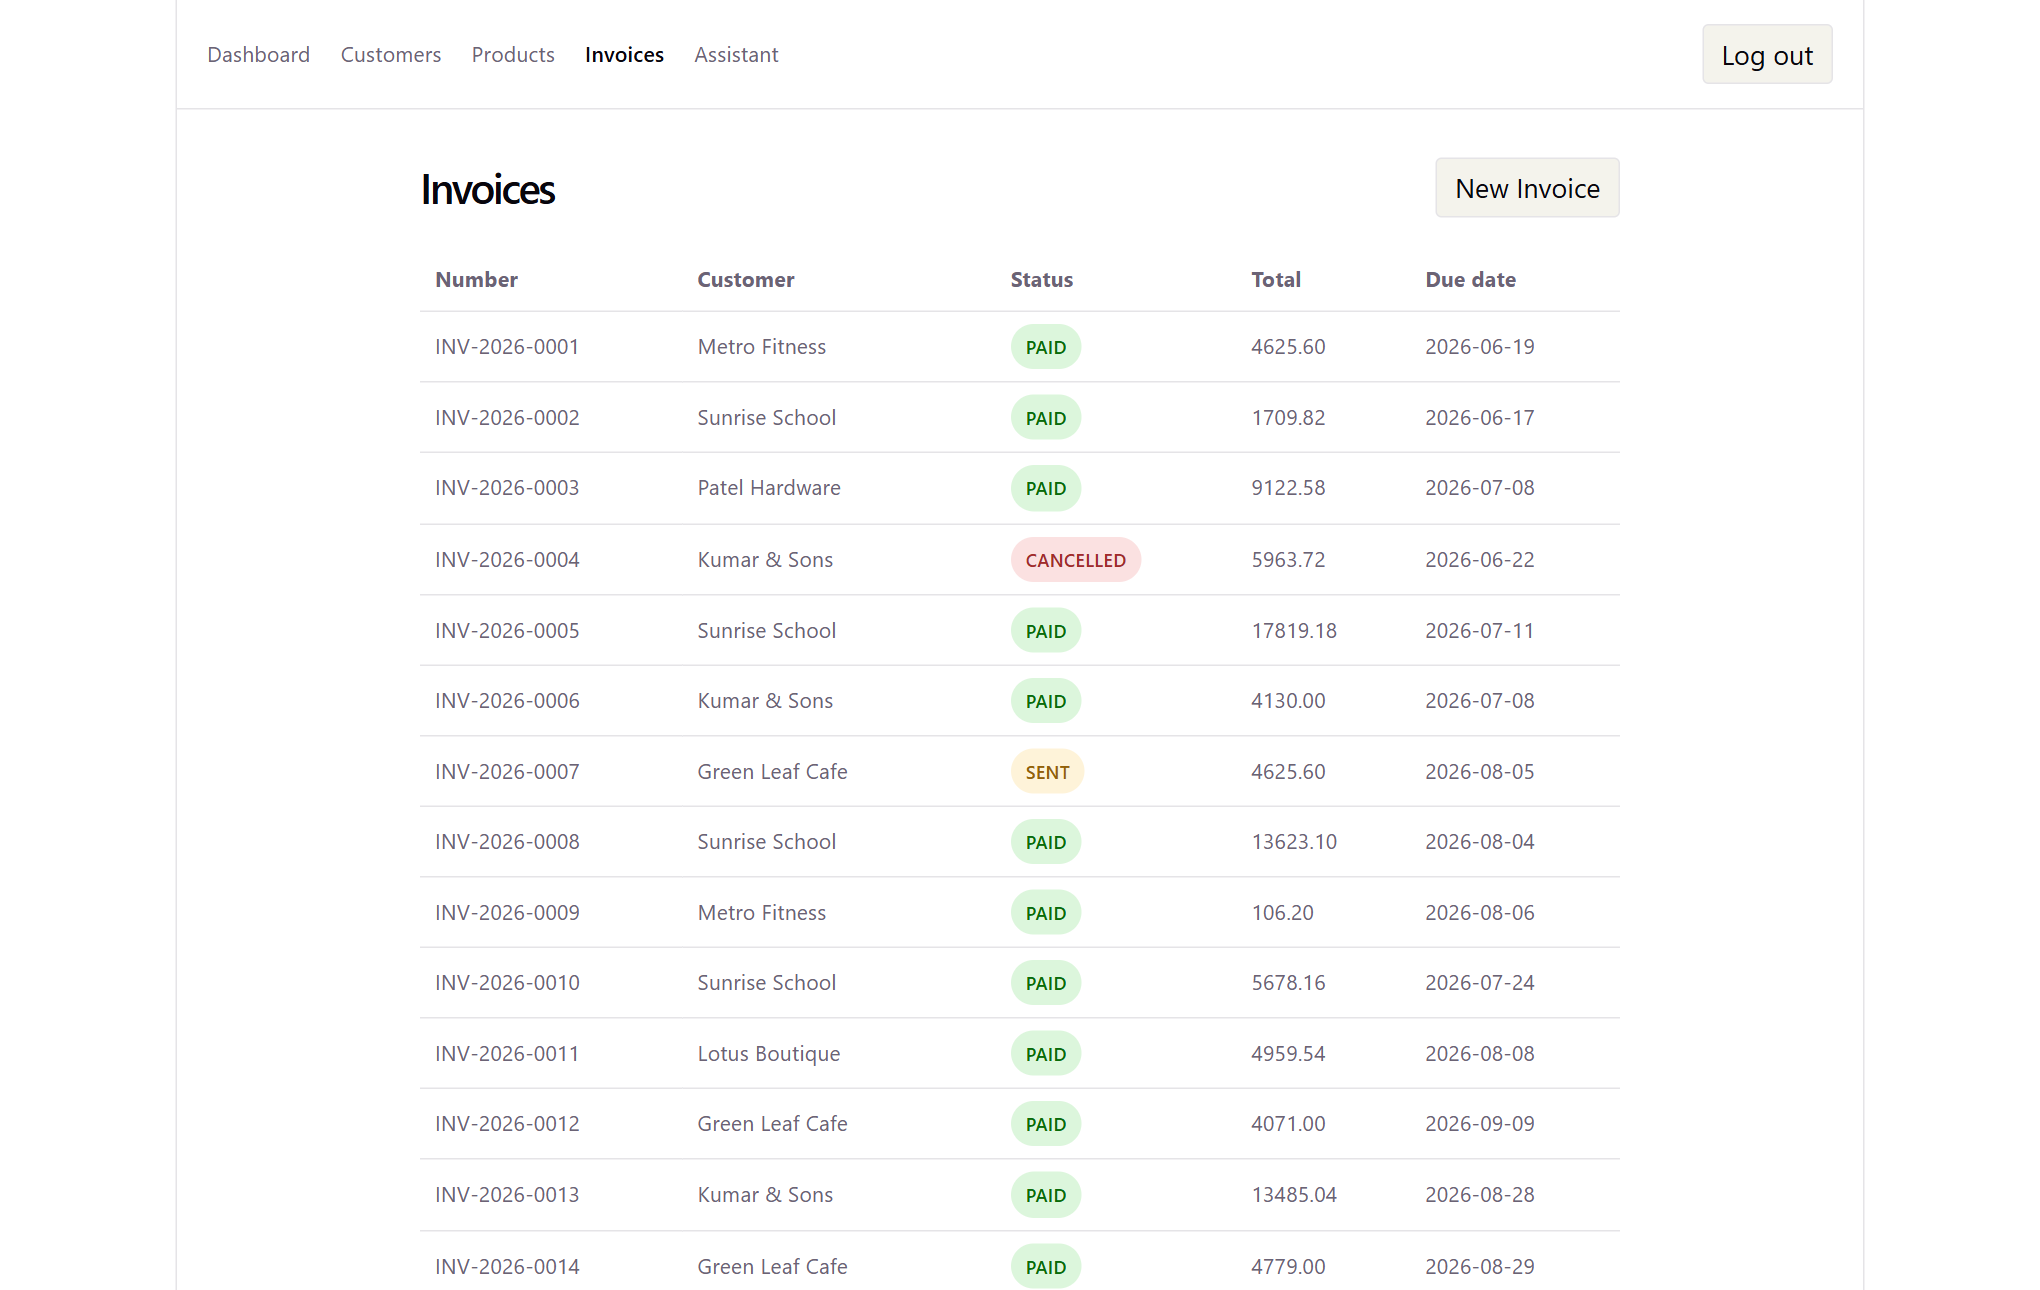 Dashboard Customers Products Invoices Assistant Log out
Invoices New Invoice
Number Customer Status Total Due date
INV-2026-0001 Metro Fitness PAID 4625.60 2026-06-19
INV-2026-0002 Sunrise School PAID 1709.82 2026-06-17
INV-2026-0003 Patel Hardware PAID 9122.58 2026-07-08
INV-2026-0004 Kumar & Sons CANCELLED 5963.72 2026-06-22
INV-2026-0005 Sunrise School PAID 17819.18 2026-07-11
INV-2026-0006 Kumar & Sons PAID 4130.00 2026-07-08
INV-2026-0007 Green Leaf Cafe SENT 4625.60 2026-08-05
INV-2026-0008 Sunrise School PAID 13623.10 2026-08-04
INV-2026-0009 Metro Fitness PAID 106.20 2026-08-06
INV-2026-0010 Sunrise School PAID 5678.16 2026-07-24
INV-2026-0011 Lotus Boutique PAID 4959.54 2026-08-08
INV-2026-0012 Green Leaf Cafe PAID 4071.00 2026-09-09
INV-2026-0013 Kumar & Sons PAID 13485.04 2026-08-28
INV-2026-0014 Green Leaf Cafe PAID 4779.00 2026-08-29